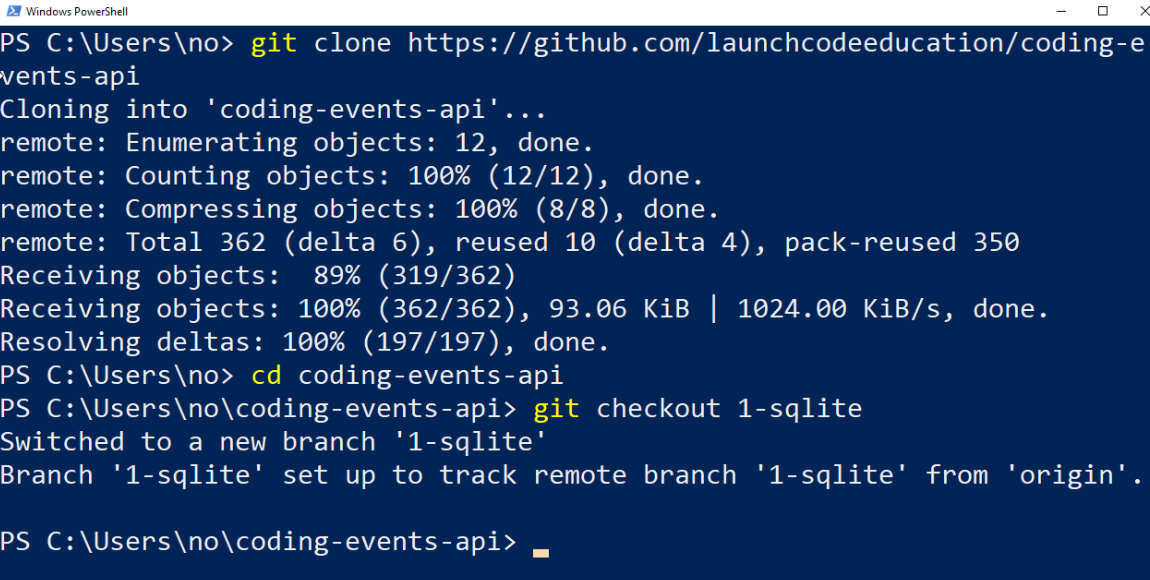 Windows PowerShell
PS C:\Users\no> git clone https://github.com/launchcodeeducation/coding-e
vents-api
Cloning into 'coding-events-api'...
remote: Enumerating objects: 12, done.
remote: Counting objects: 100% (12/12), done.
remote: Compressing objects: 100% (8/8), done.
remote: Total 362 (delta 6), reused 10 (delta 4), pack-reused 350
Receiving objects:  89% (319/362)
Receiving objects: 100% (362/362), 93.06 KiB | 1024.00 KiB/s, done.
Resolving deltas: 100% (197/197), done.
PS C:\Users\no> cd coding-events-api
PS C:\Users\no\coding-events-api> git checkout 1-sqlite
Switched to a new branch '1-sqlite'
Branch '1-sqlite' set up to track remote branch '1-sqlite' from 'origin'.
PS C:\Users\no\coding-events-api>